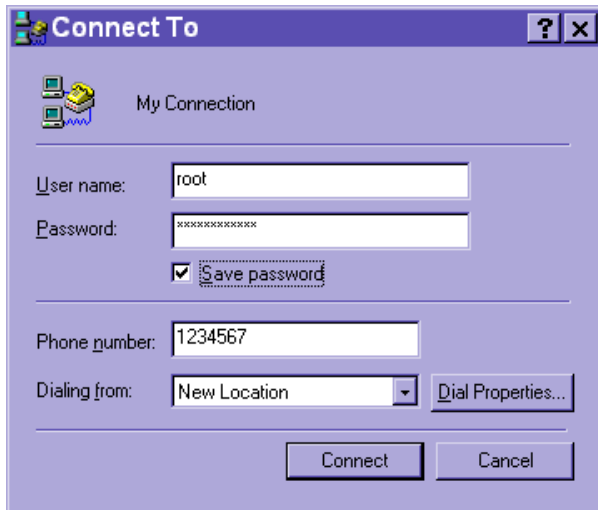 Connect To
My Connection
User name: root
Password: ************
Save password
Phone number: 1234567
Dialing from: New Location Dial Properties...
Connect Cancel